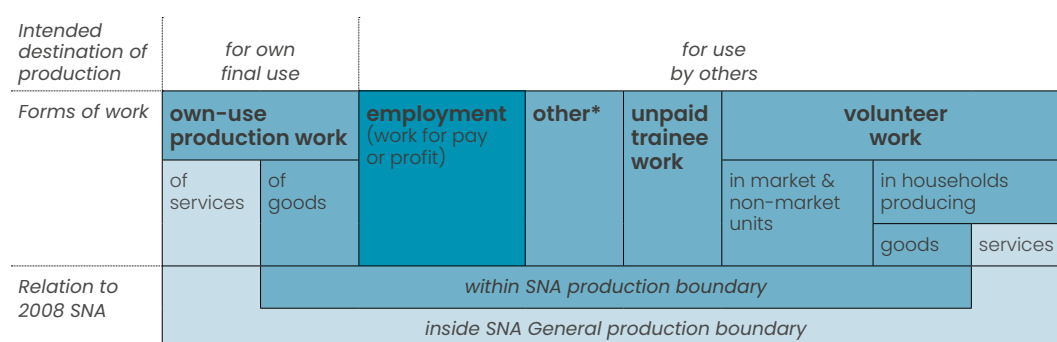 Intended
destination of
production
for own
final use
for use
by others
Forms of work
own-use
production work
employment
(work for pay
or profit)
other*
unpaid
trainee
work
volunteer
work
of
services
of
goods
in market &
non-market
units
in households
producing
goods
services
Relation to
2008 SNA
within SNA production boundary
inside SNA General production boundary